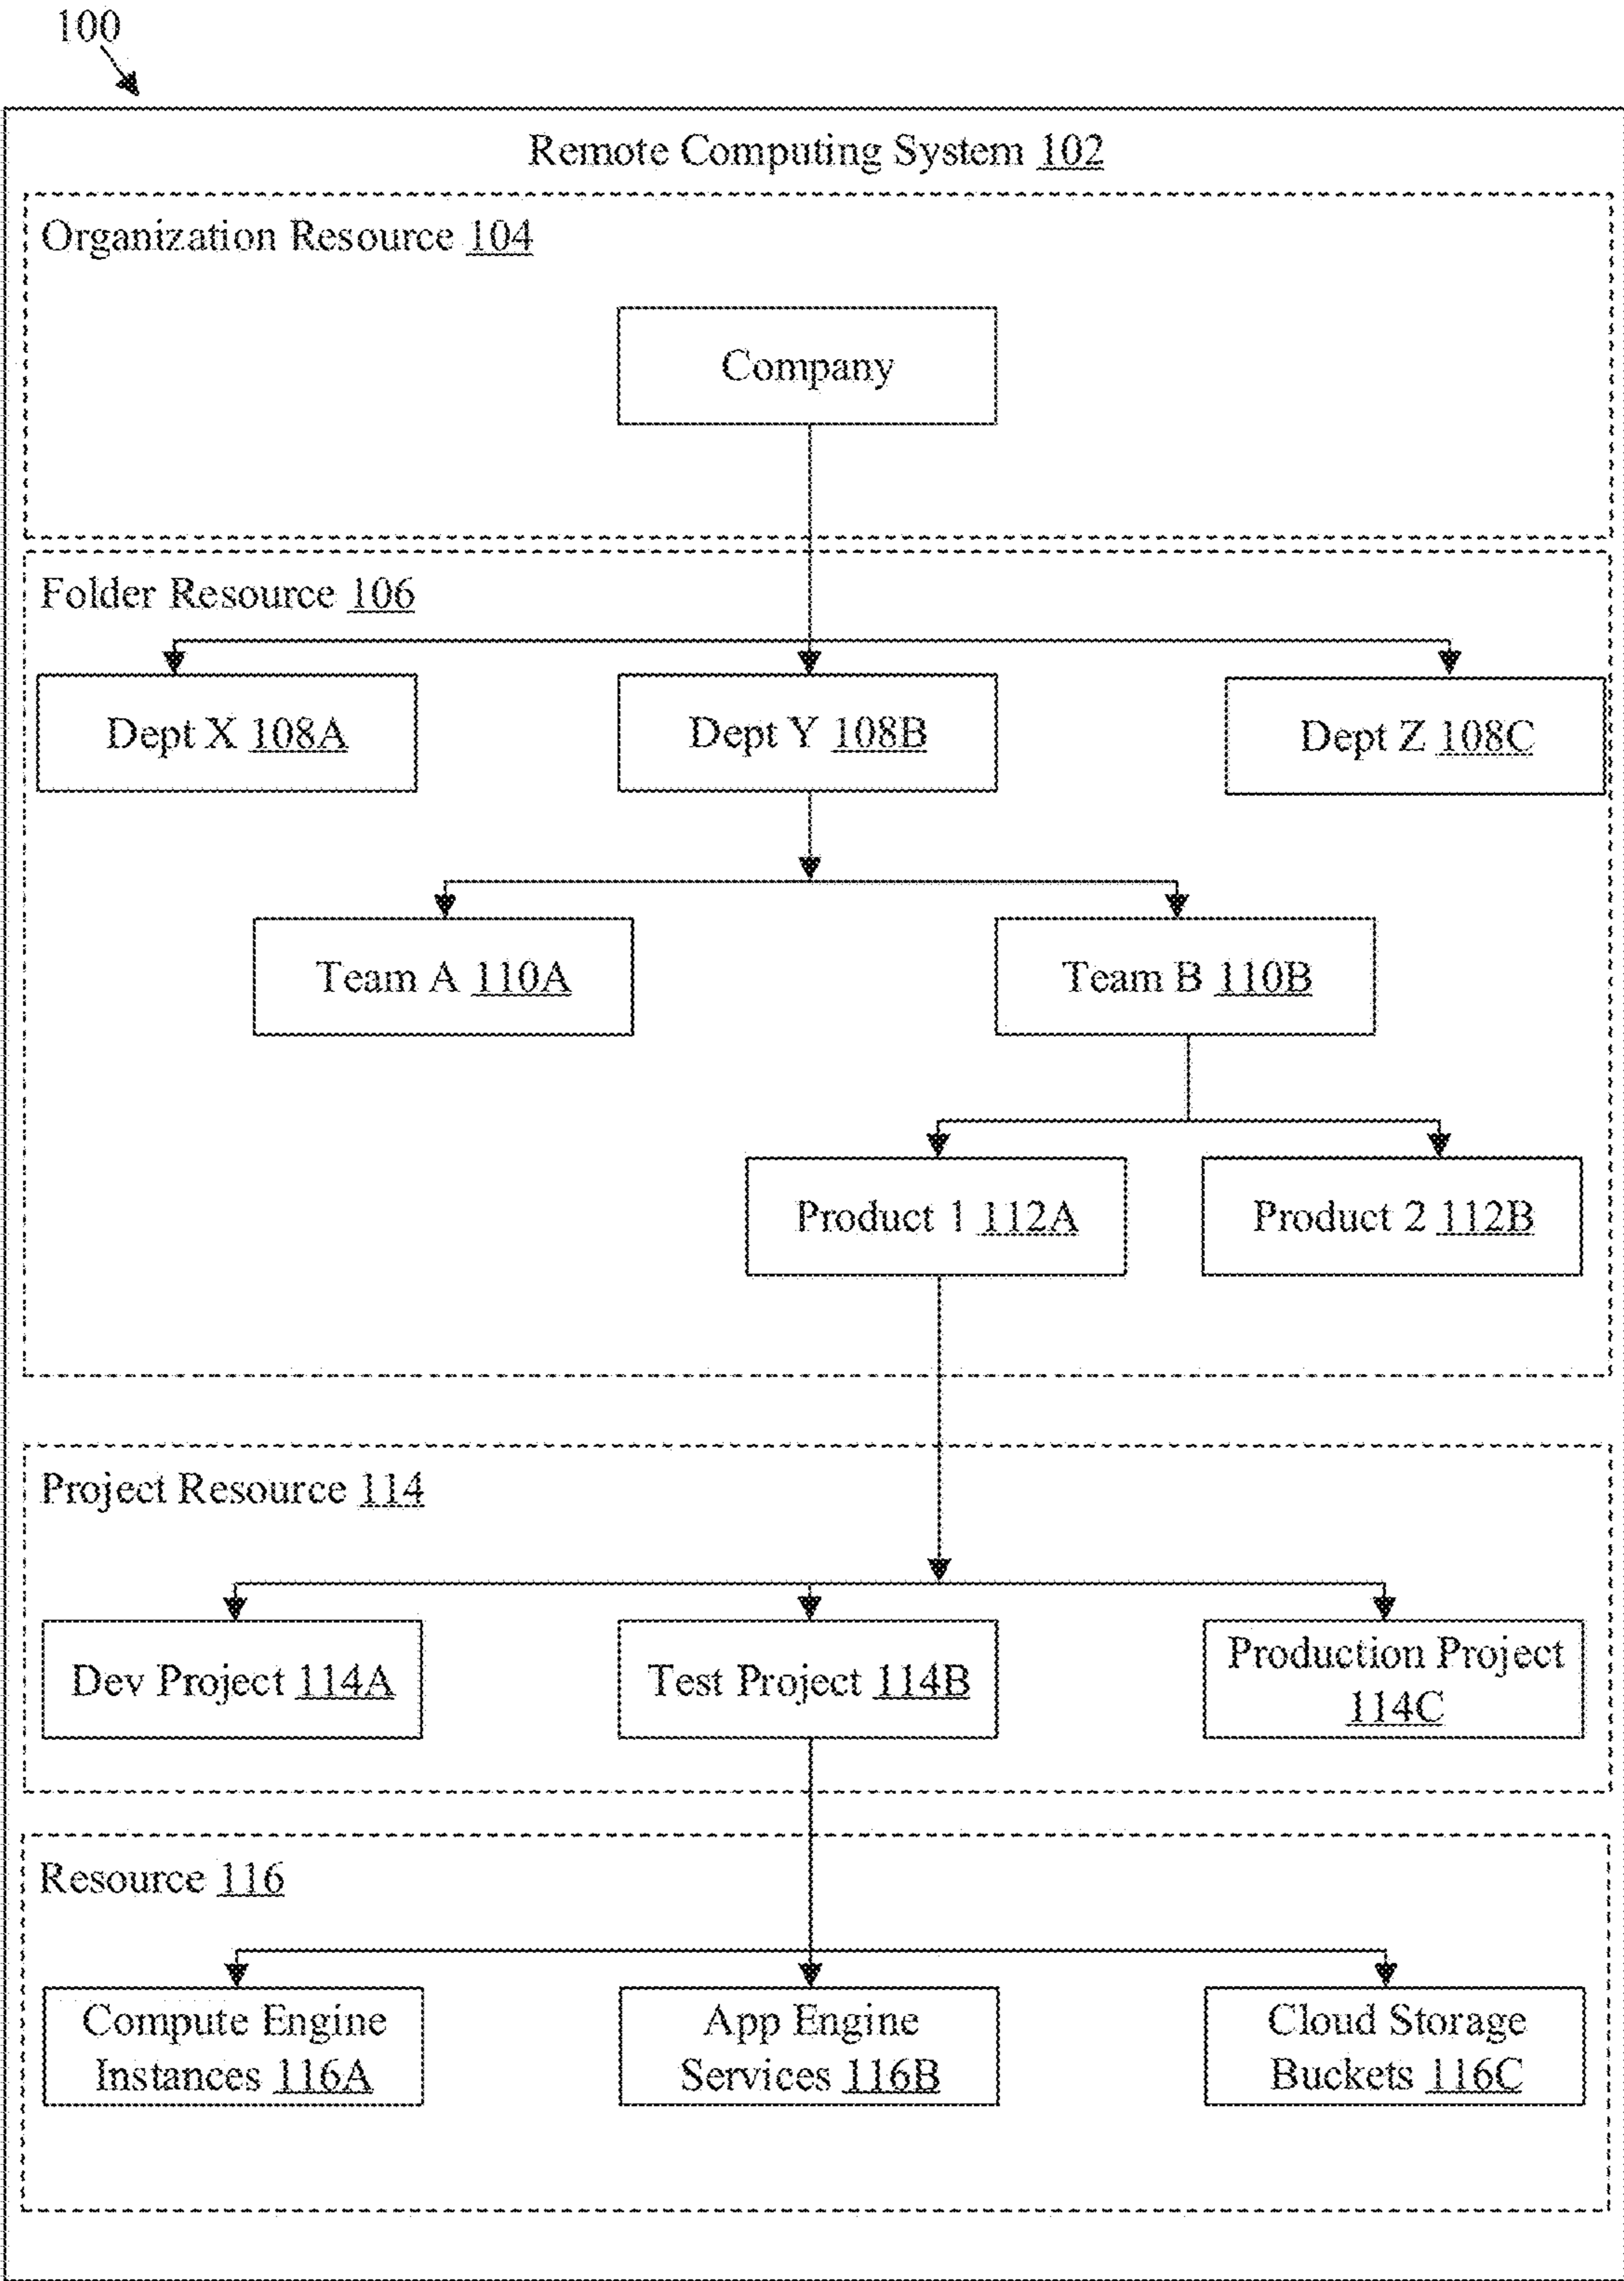 100
Remote Computing System 102
Organization Resource 104
Company
Folder Resource 106
Dept X 108A
Dept Y 108B
Dept Z 108C
Team A 110A
Team B 110B
Product 1 112A
Product 2 112B
Project Resource 114
Dev Project 114A
Test Project 114B
Production Project
114C
Resource 116
Compute Engine
Instances 116A
App Engine
Services 116B
Cloud Storage
Buckets 116C